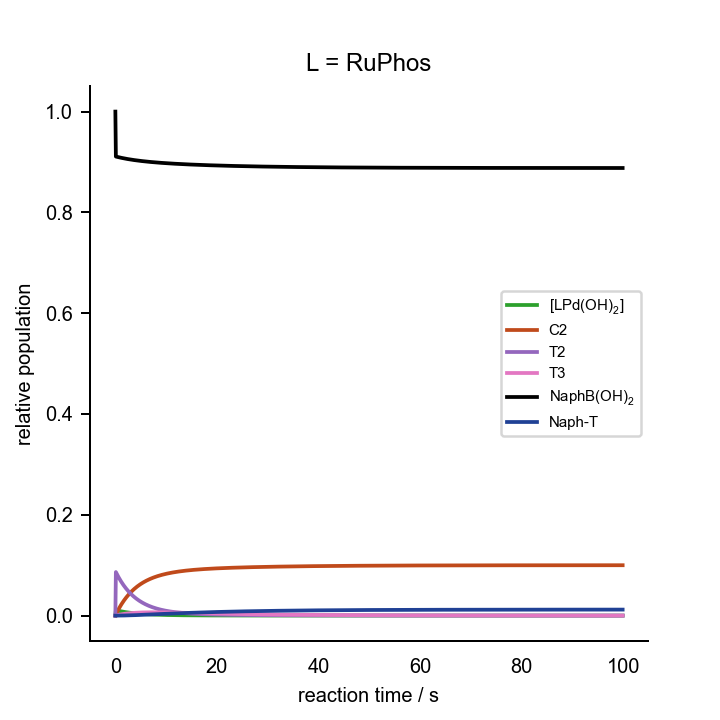 L = RuPhos
relative population
1.0
0.8
0.6
0.4
0.2
0.0
[LPd(OH)₂]
C2
T2
T3
NaphB(OH)₂
Naph-T
0 20 40 60 80 100
reaction time / s